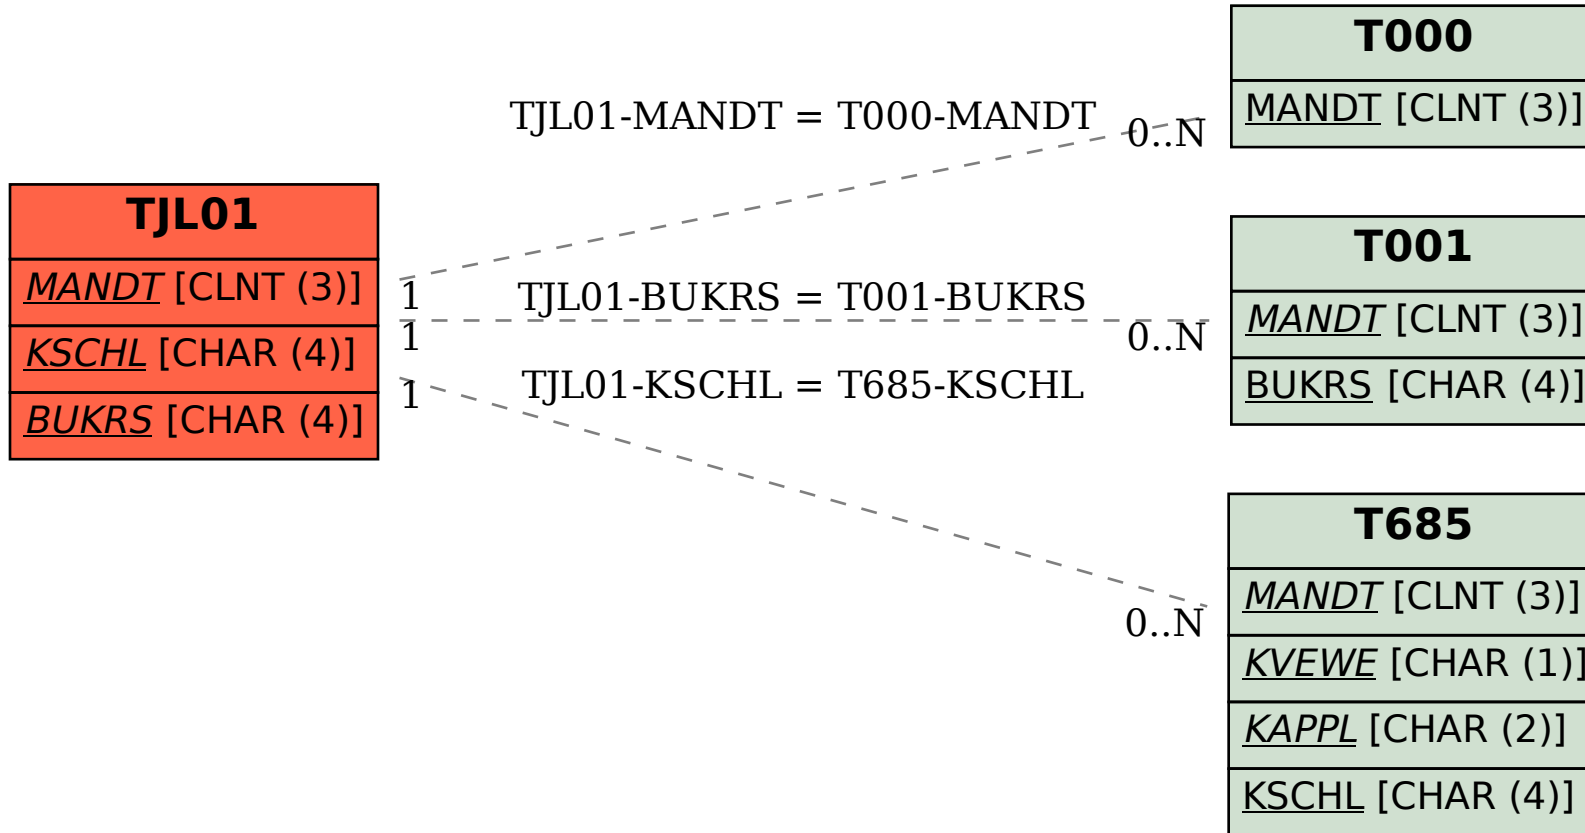 TJL01
MANDT [CLNT (3)]
KSCHL [CHAR (4)]
BUKRS [CHAR (4)]
TJL01-MANDT = T000-MANDT
0..N
1
TJL01-BUKRS = T001-BUKRS
1
0..N
TJL01-KSCHL = T685-KSCHL
1
0..N
T000
MANDT [CLNT (3)]
T001
MANDT [CLNT (3)]
BUKRS [CHAR (4)]
T685
MANDT [CLNT (3)]
KVEWE [CHAR (1)]
KAPPL [CHAR (2)]
KSCHL [CHAR (4)]